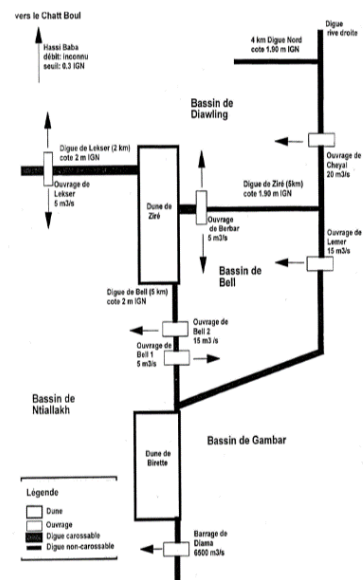 vers le Chatt Boul
Digue
rive droite
Hassi Baba
débit: inconnu
seuil: 0.3 IGN
4 km Digue Nord
cote 1.90 m IGN
Bassin de
Diawling
Digue de Lekser (2 km)
cote 2 m IGN
Ouvrage de
Cheyal
20 m3/s
Ouvrage de
Lekser
5 m3/s
Dune de
Ziré
Digue de Ziré (5km)
cote 1.90 m IGN
Ouvrage
de Berbar
5 m3/s
Ouvrage de
Lemer
15 m3/s
Bassin de
Bell
Digue de Bell (5 km)
cote 2 m IGN
Ouvrage de
Bell 2
15 m3/s
Ouvrage de
Bell 1
5 m3/s
Bassin de
Ntiallakh
Dune de
Birette
Bassin de Gambar
Légende
Dune
Ouvrage
Digue carossable
Digue non-carossable
Barrage de
Diama
6500 m3/s